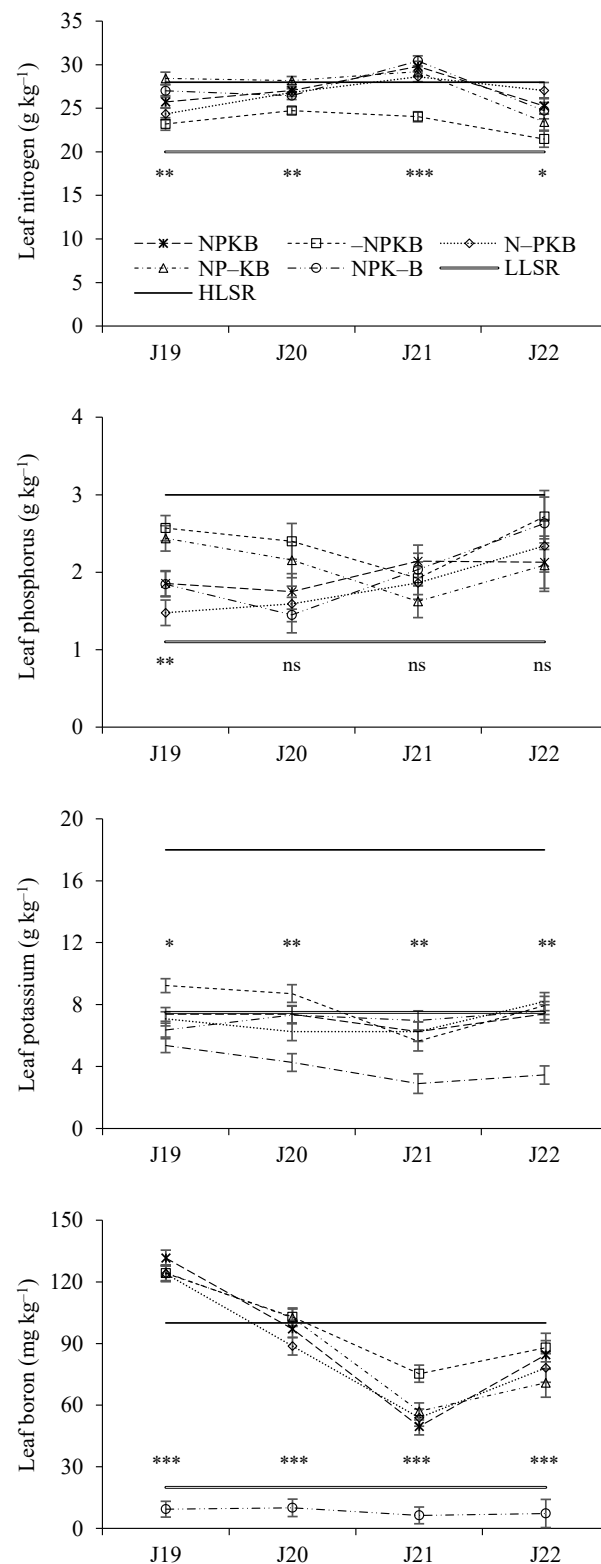 Leaf nitrogen (g kg⁻¹)
35
30
25
20
15
10
5
0
** ** *** *
NPKB –NPKB N–PKB
NP–KB NPK–B LLSR
HLSR
J19 J20 J21 J22
Leaf phosphorus (g kg⁻¹)
4
3
2
1
0
** ns ns ns
J19 J20 J21 J22
Leaf potassium (g kg⁻¹)
20
16
12
8
4
0
* ** ** **
J19 J20 J21 J22
Leaf boron (mg kg⁻¹)
150
120
90
60
30
0
*** *** *** ***
J19 J20 J21 J22